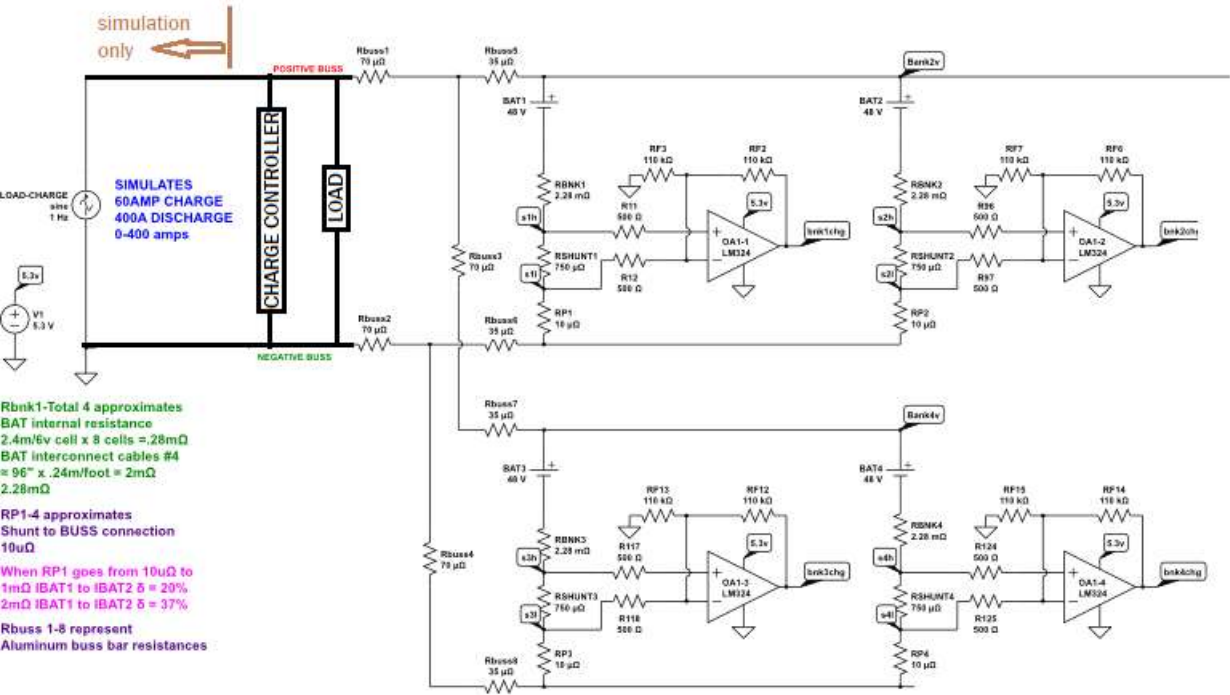 simulation
only
Rbuss1
70 µΩ
Rbuss5
35 µΩ
POSITIVE BUSS
Bank2v
BAT1
48 V
BAT2
48 V
CHARGE CONTROLLER
LOAD
LOAD-CHARGE
sine
1 Hz
SIMULATES
60AMP CHARGE
400A DISCHARGE
0-400 amps
RF3
110 kΩ
RF2
110 kΩ
RF7
110 kΩ
RF6
110 kΩ
RBNK1
2.28 mΩ
RBNK2
2.28 mΩ
5.3v
5.3v
s1h
R11
500 Ω
s2h
R96
500 Ω
OA1-1
LM324
bnk1chg
OA1-2
LM324
bnk2ch
RSHUNT1
750 µΩ
RSHUNT2
750 µΩ
s1l
R12
500 Ω
s2l
R97
500 Ω
Rbuss3
70 µΩ
5.3v
V1
5.3 V
RP1
10 µΩ
RP2
10 µΩ
Rbuss2
70 µΩ
Rbuss6
35 µΩ
NEGATIVE BUSS
Rbnk1-Total 4 approximates
BAT internal resistance
2.4m/6v cell x 8 cells =.28mΩ
BAT interconnect cables #4
≈ 96" x .24m/foot = 2mΩ
2.28mΩ
RP1-4 approximates
Shunt to BUSS connection
10uΩ
When RP1 goes from 10uΩ to
1mΩ IBAT1 to IBAT2 δ = 20%
2mΩ IBAT1 to IBAT2 δ = 37%
Rbuss 1-8 represent
Aluminum buss bar resistances
Rbuss7
35 µΩ
Bank4v
BAT3
48 V
BAT4
48 V
RF13
110 kΩ
RF12
110 kΩ
RF15
110 kΩ
RF14
110 kΩ
RBNK3
2.28 mΩ
RBNK4
2.28 mΩ
5.3v
5.3v
s3h
R117
500 Ω
s4h
R124
500 Ω
Rbuss4
70 µΩ
OA1-3
LM324
bnk3chg
OA1-4
LM324
bnk4chg
RSHUNT3
750 µΩ
RSHUNT4
750 µΩ
s3l
R118
500 Ω
s4l
R125
500 Ω
RP3
10 µΩ
RP4
10 µΩ
Rbuss8
35 µΩ